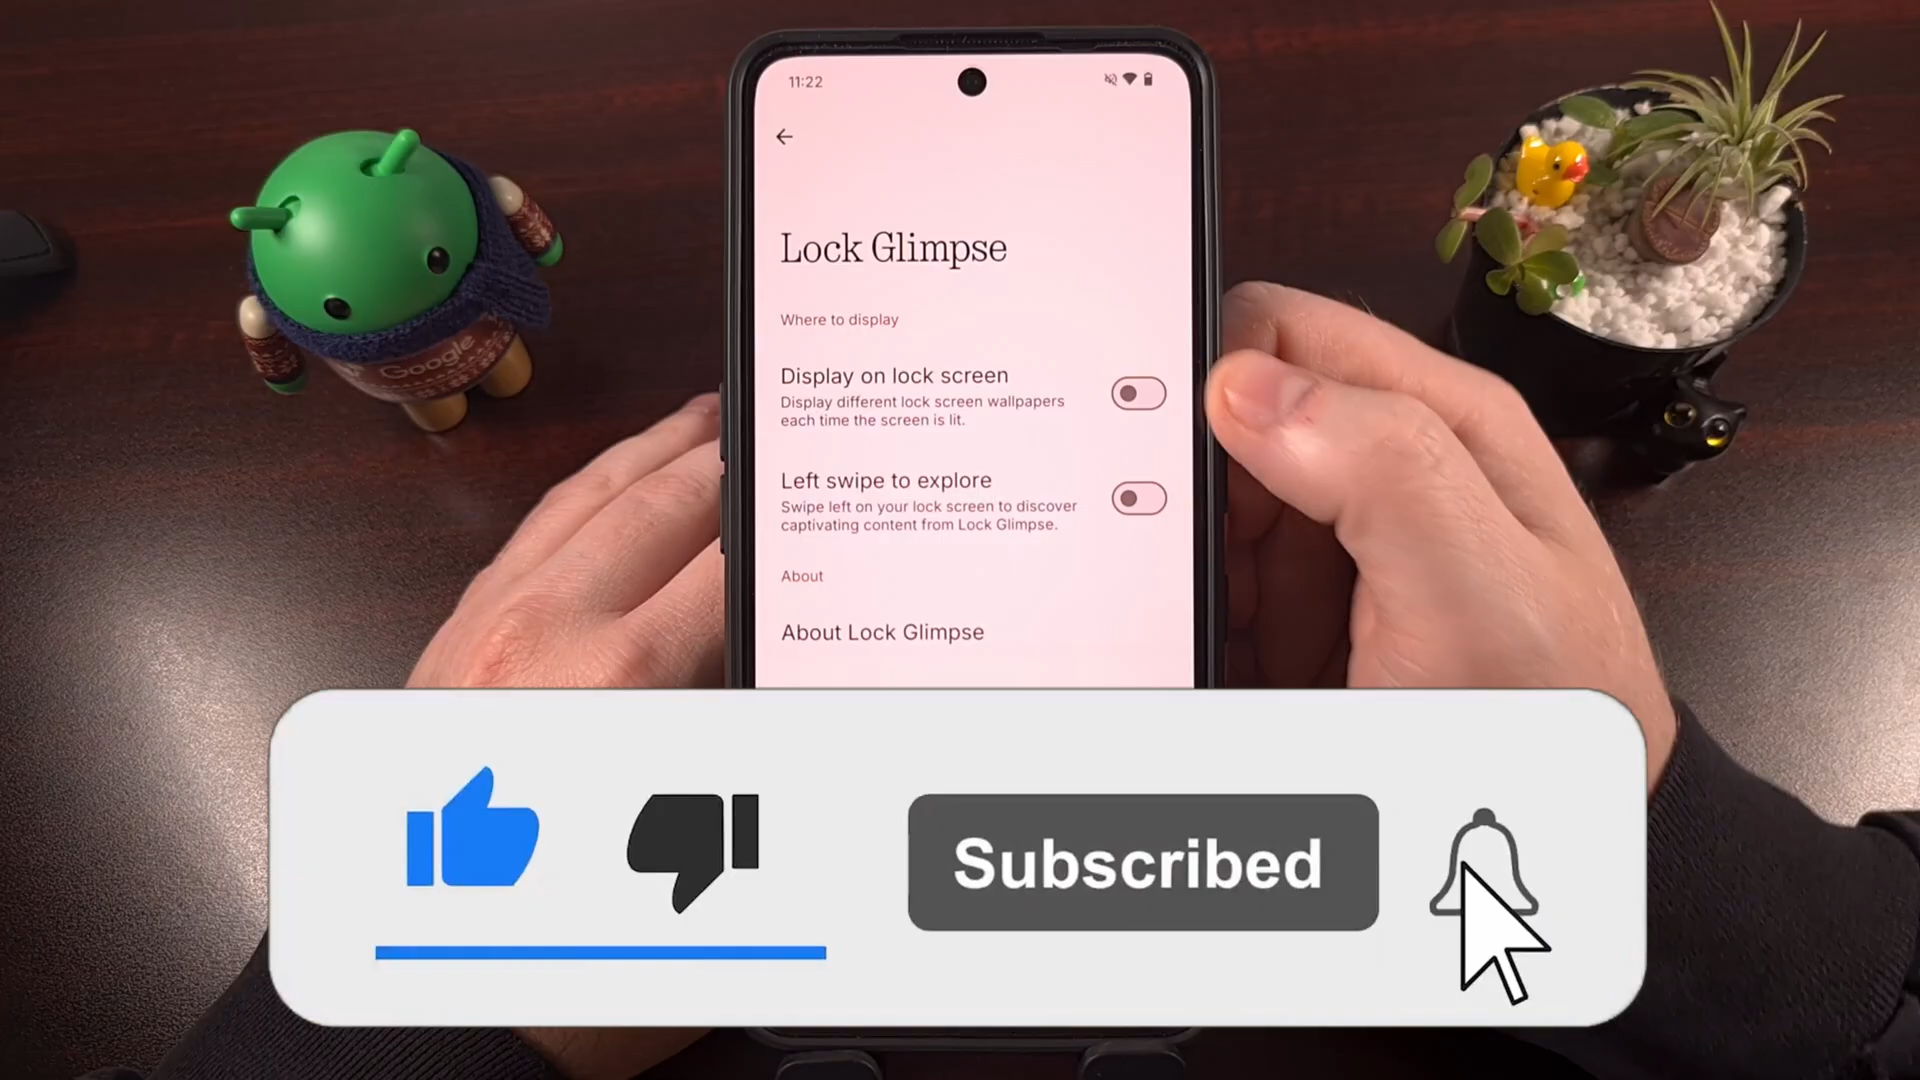 11:22
Lock Glimpse
Where to display
Display on lock screen
Display different lock screen wallpapers
each time the screen is lit.
Left swipe to explore
Swipe left on your lock screen to discover
captivating content from Lock Glimpse.
About
About Lock Glimpse
Google
Subscribed